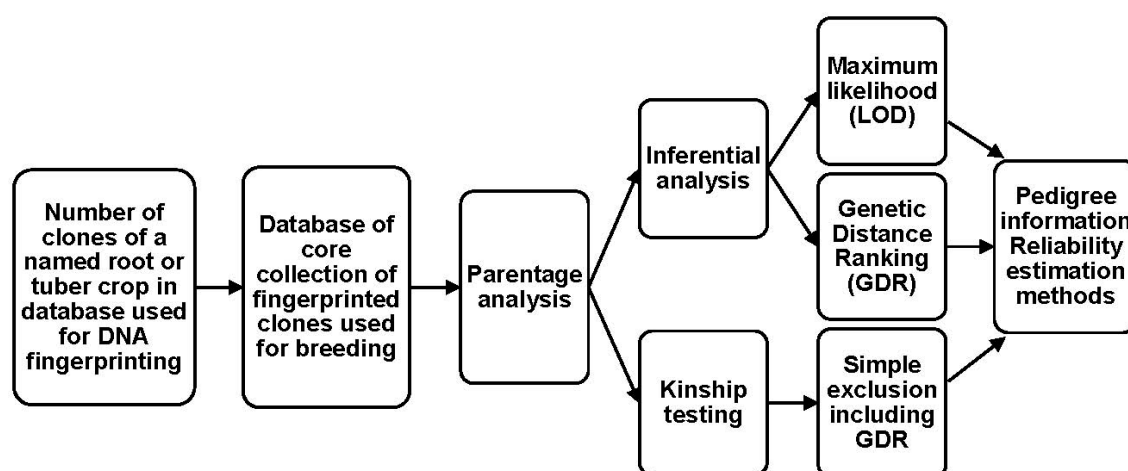 Number of
clones of a
named root or
tuber crop in
database used
for DNA
fingerprinting
Database of
core
collection of
fingerprinted
clones used
for breeding
Parentage
analysis
Inferential
analysis
Kinship
testing
Maximum
likelihood
(LOD)
Genetic
Distance
Ranking
(GDR)
Simple
exclusion
including
GDR
Pedigree
information
Reliability
estimation
methods